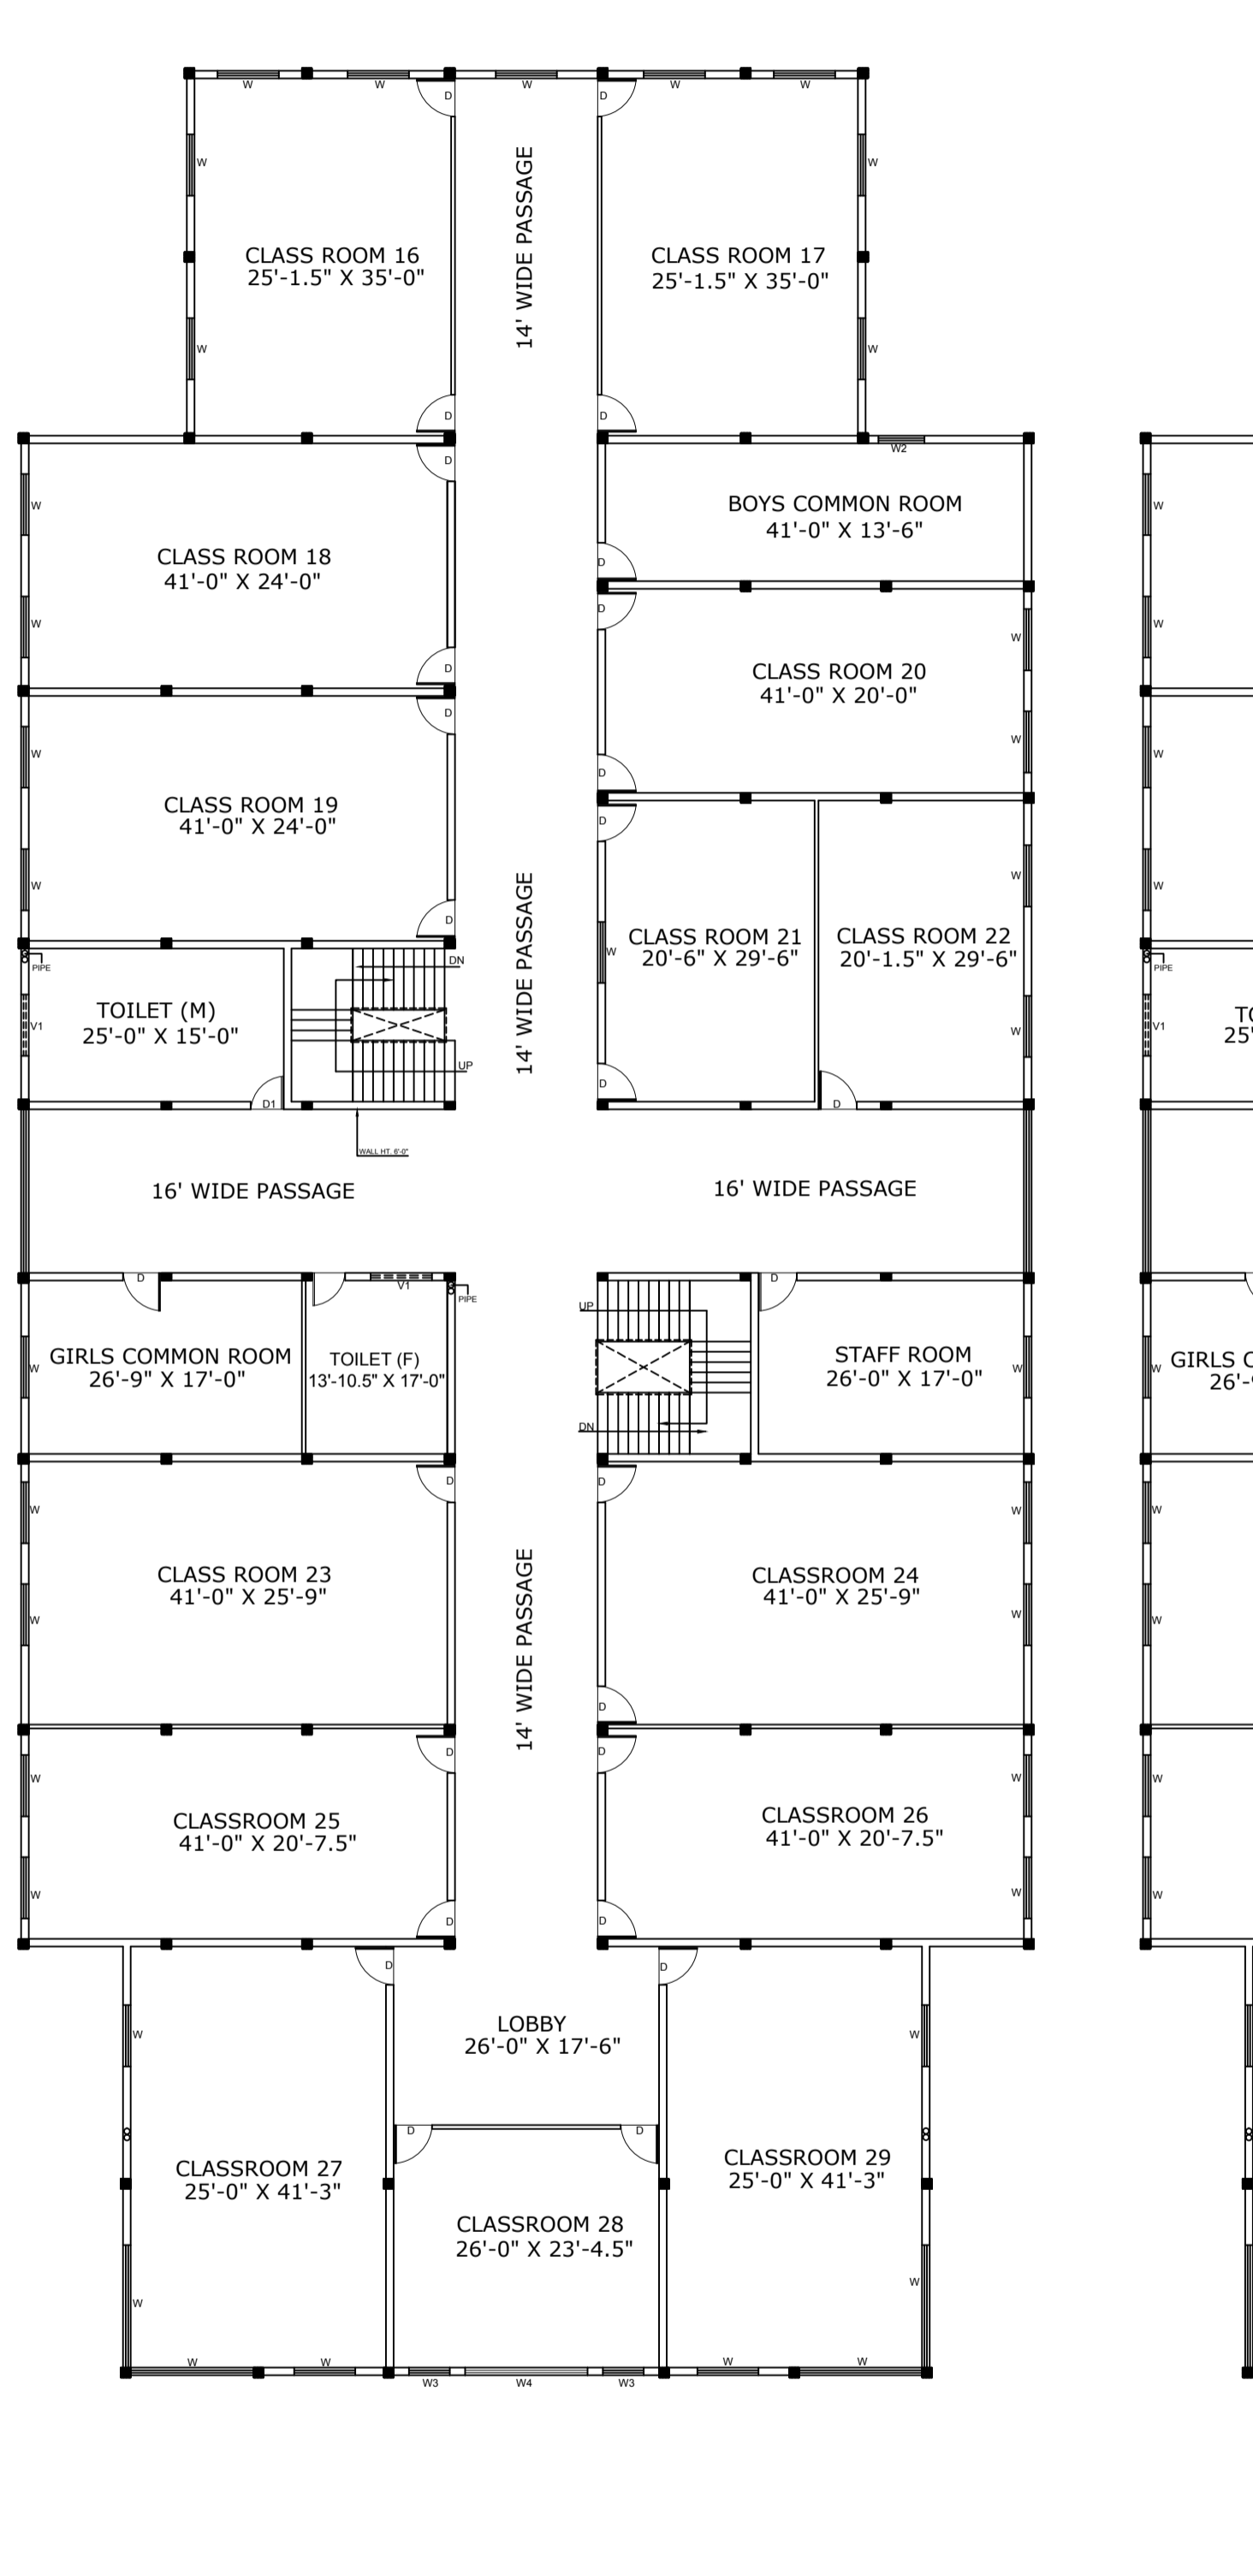 W W W W W
D D
W W
14' WIDE PASSAGE
CLASS ROOM 16
25'-1.5" X 35'-0"
CLASS ROOM 17
25'-1.5" X 35'-0"
W W
D D
W2
D
W W
BOYS COMMON ROOM
41'-0" X 13'-6"
CLASS ROOM 18
41'-0" X 24'-0"
D
D
W W W
D
CLASS ROOM 20
41'-0" X 20'-0"
D
W W W
D
CLASS ROOM 19
41'-0" X 24'-0"
D
W W W
D
14' WIDE PASSAGE
CLASS ROOM 21
20'-6" X 29'-6"
CLASS ROOM 22
20'-1.5" X 29'-6"
W
DN
PIPE PIPE
TOILET (M)
25'-0" X 15'-0"
V1 W V1
TO
25'
UP
D
D1 D
WALL HT. 6'-0"
16' WIDE PASSAGE
16' WIDE PASSAGE
D D
V1
PIPE
UP
GIRLS COMMON ROOM
26'-9" X 17'-0"
W
TOILET (F)
13'-10.5" X 17'-0"
STAFF ROOM
26'-0" X 17'-0"
W W
GIRLS C
26'-9
DN
D D
W W W
14' WIDE PASSAGE
CLASS ROOM 23
41'-0" X 25'-9"
CLASSROOM 24
41'-0" X 25'-9"
W W W
D
D D
W W W
CLASSROOM 25
41'-0" X 20'-7.5"
CLASSROOM 26
41'-0" X 20'-7.5"
W W W
D D
D D
LOBBY
26'-0" X 17'-6"
W W
D D
CLASSROOM 27
25'-0" X 41'-3"
CLASSROOM 29
25'-0" X 41'-3"
CLASSROOM 28
26'-0" X 23'-4.5"
W W
W W W W
W3 W4 W3